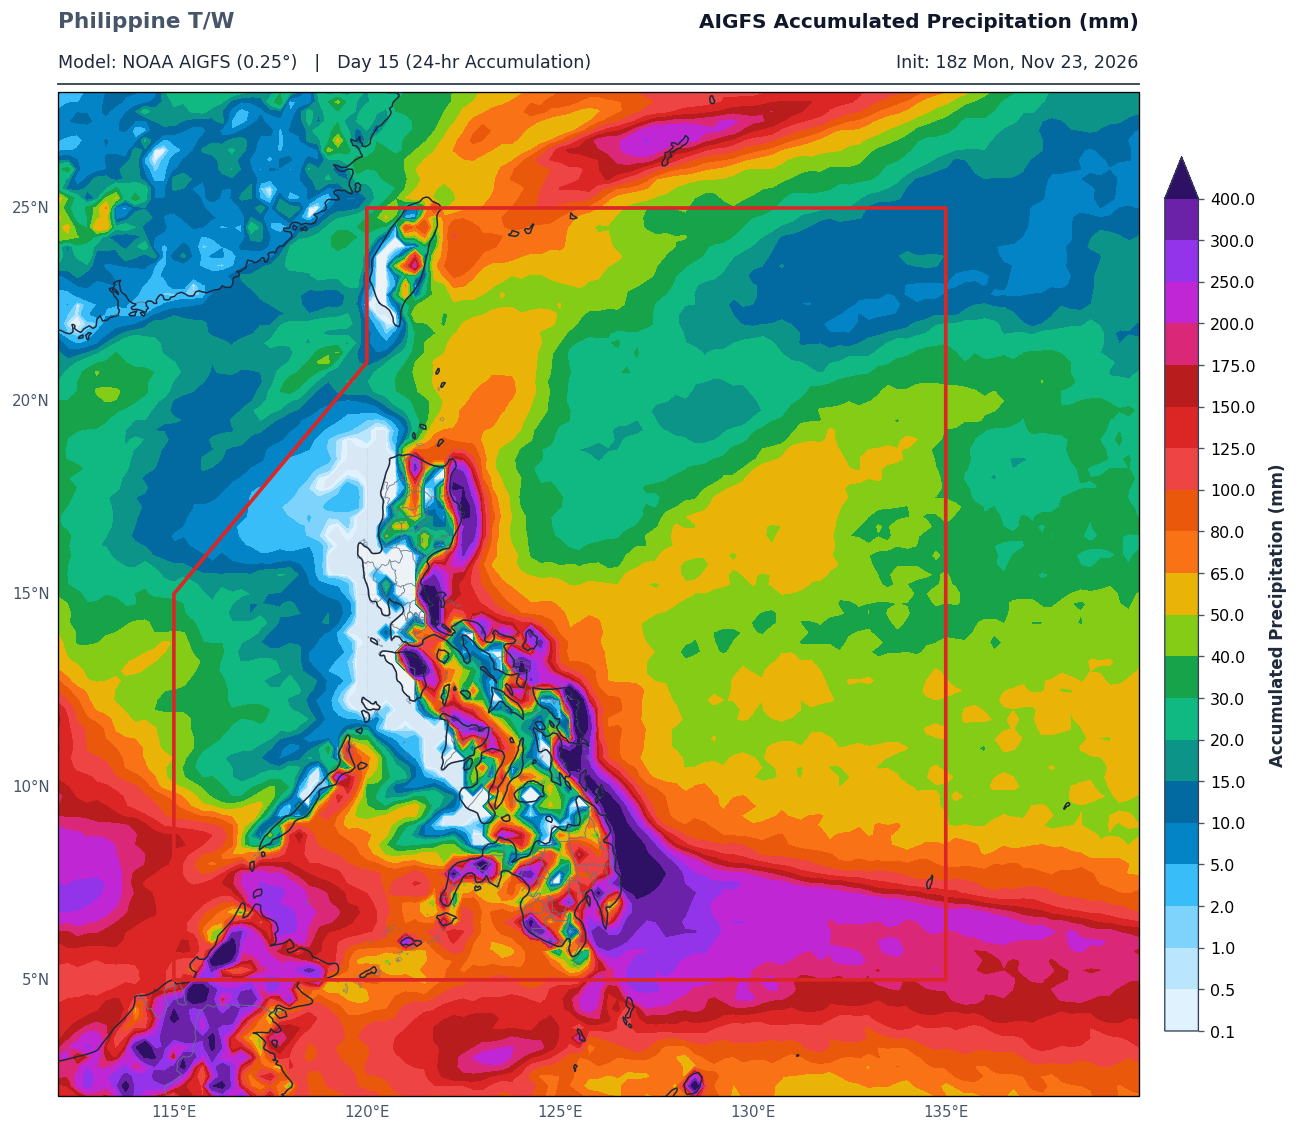 Philippine T/W
AIGFS Accumulated Precipitation (mm)
Model: NOAA AIGFS (0.25°)   |   Day 15 (24-hr Accumulation)
Init: 18z Mon, Nov 23, 2026
25°N
20°N
15°N
10°N
5°N
115°E
120°E
125°E
130°E
135°E
400.0
300.0
250.0
200.0
175.0
150.0
125.0
100.0
80.0
65.0
50.0
40.0
30.0
20.0
15.0
10.0
5.0
2.0
1.0
0.5
0.1
Accumulated Precipitation (mm)